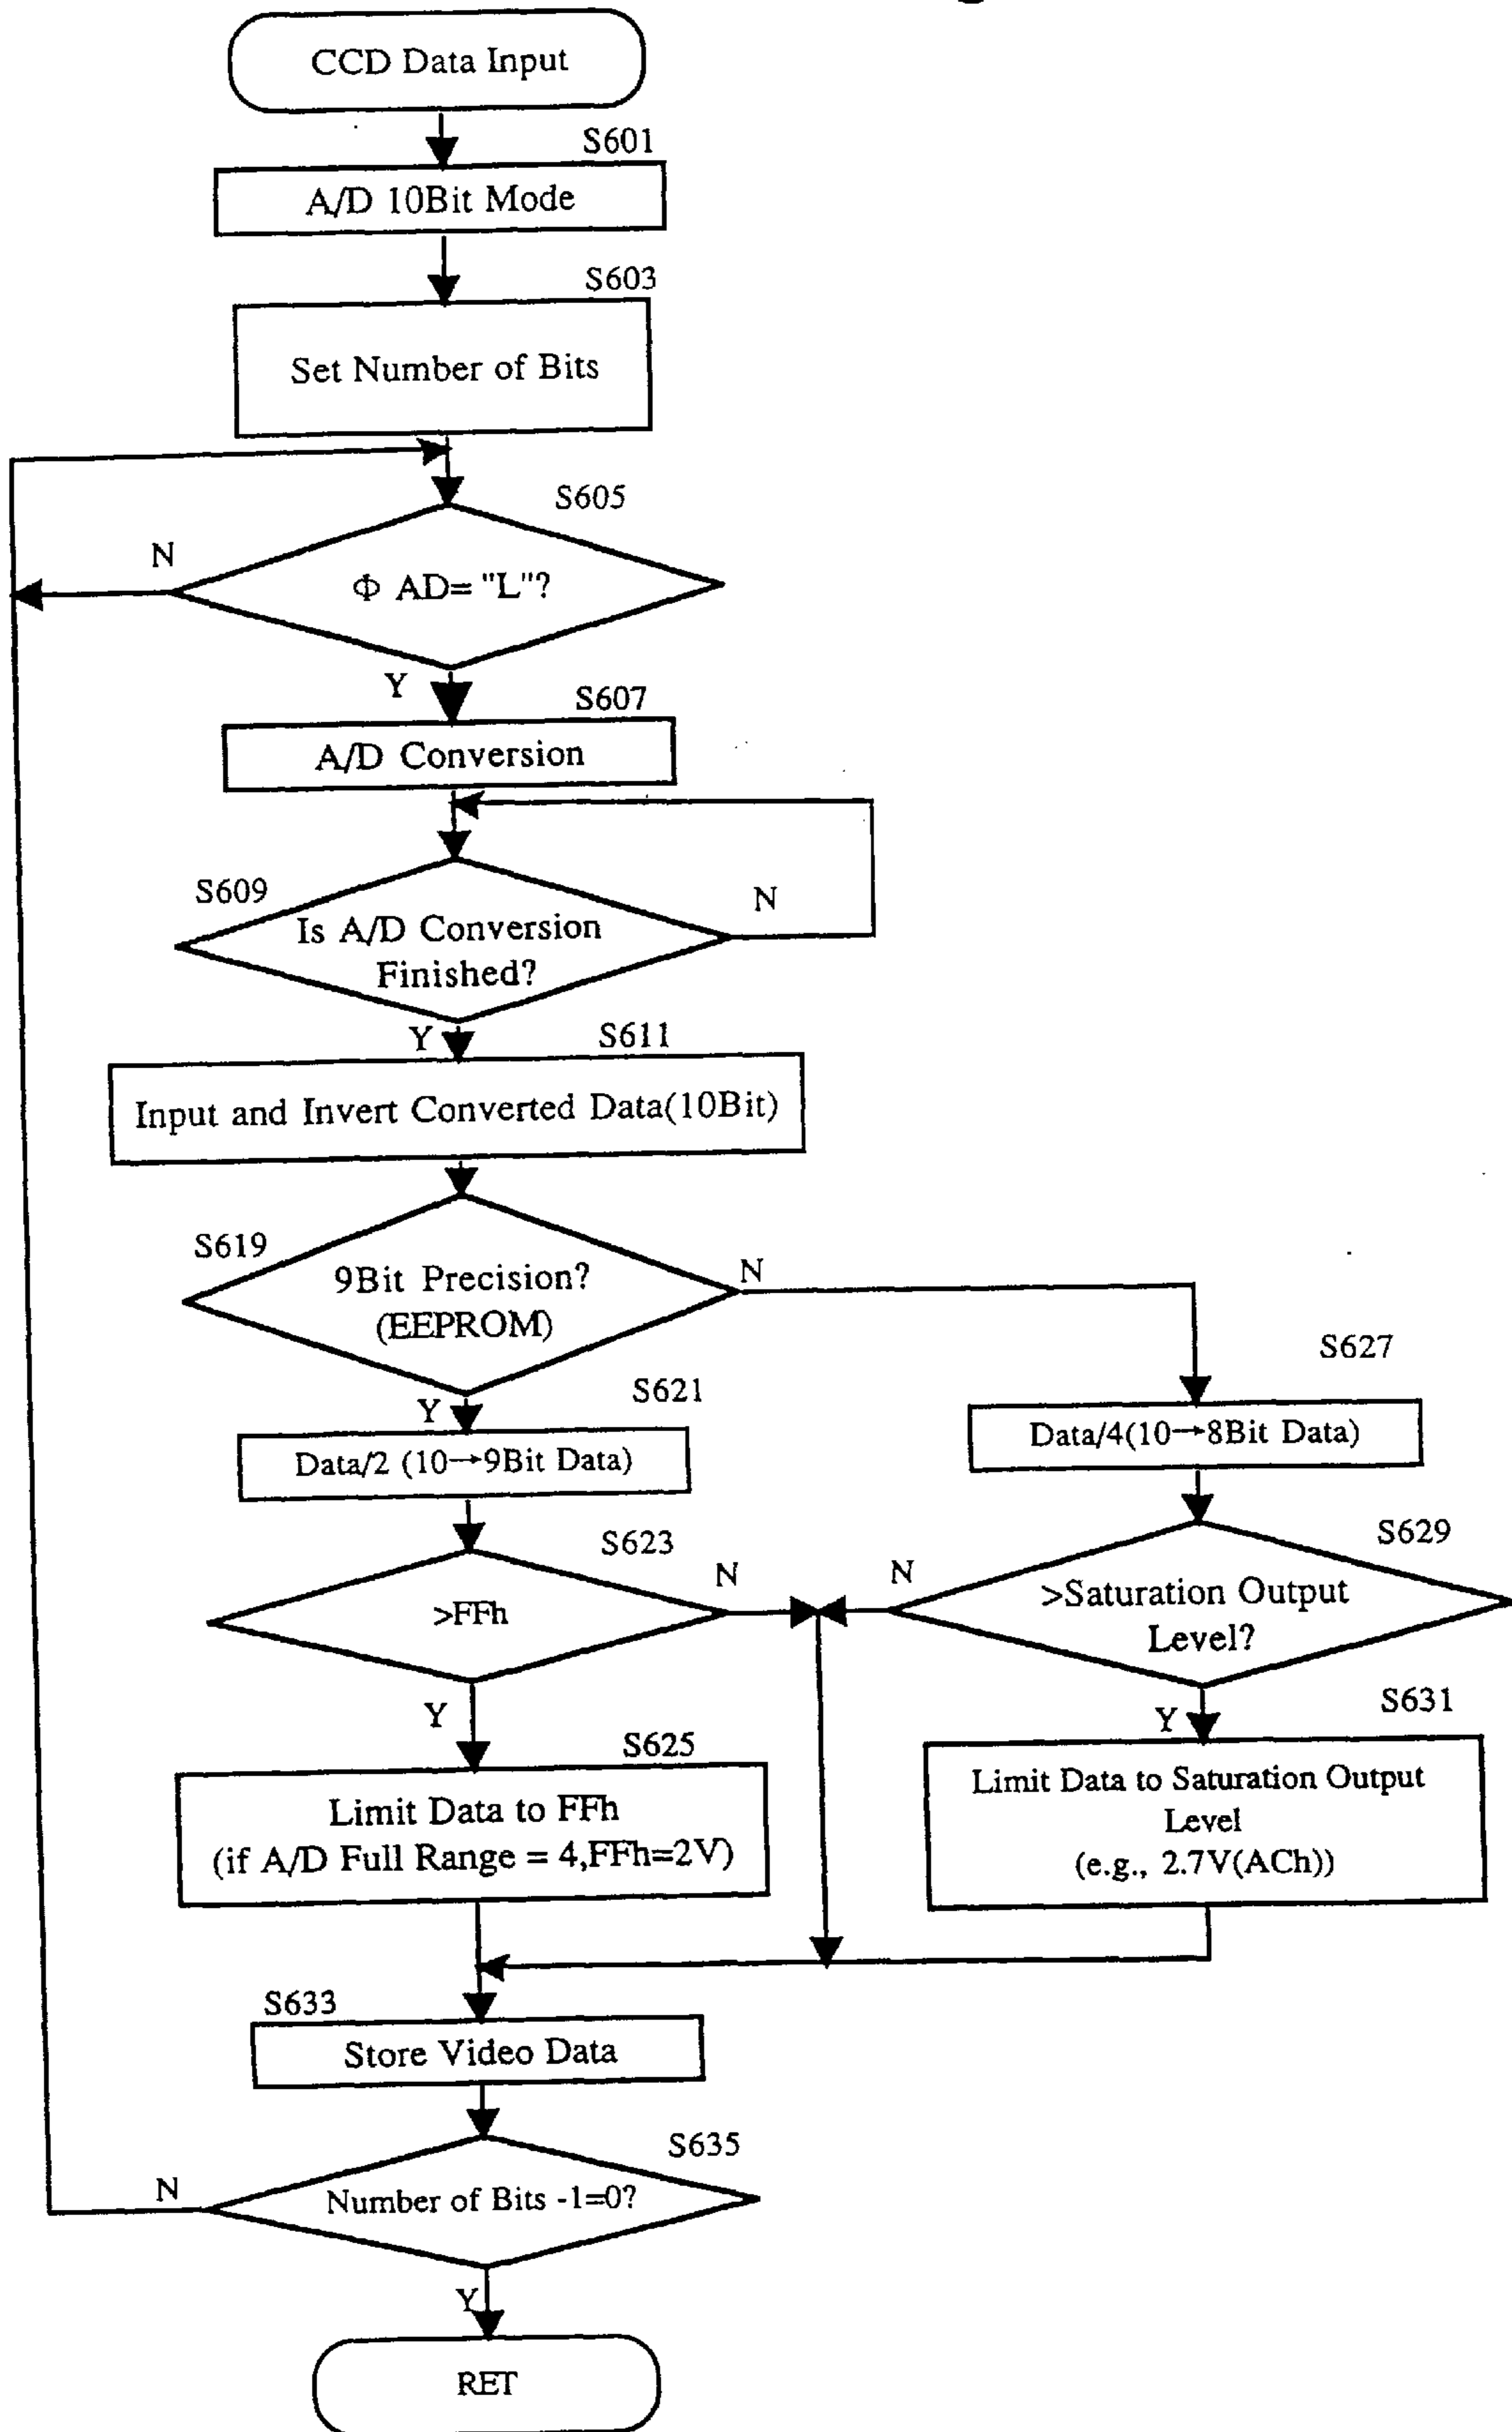 CCD Data Input
S601
A/D 10Bit Mode
S603
Set Number of Bits
S605
N
Φ AD= "L"?
Y
S607
A/D Conversion
S609
N
Is A/D Conversion
Finished?
Y
S611
Input and Invert Converted Data(10Bit)
S619
9Bit Precision?
(EEPROM)
N
S627
Y
S621
Data/2 (10→9Bit Data)
Data/4(10→8Bit Data)
S623
N
>FFh
N
S629
>Saturation Output
Level?
Y
S625
Limit Data to FFh
(if A/D Full Range = 4,FFh=2V)
Y
S631
Limit Data to Saturation Output
Level
(e.g., 2.7V(ACh))
S633
Store Video Data
S635
N
Number of Bits -1=0?
Y
RET